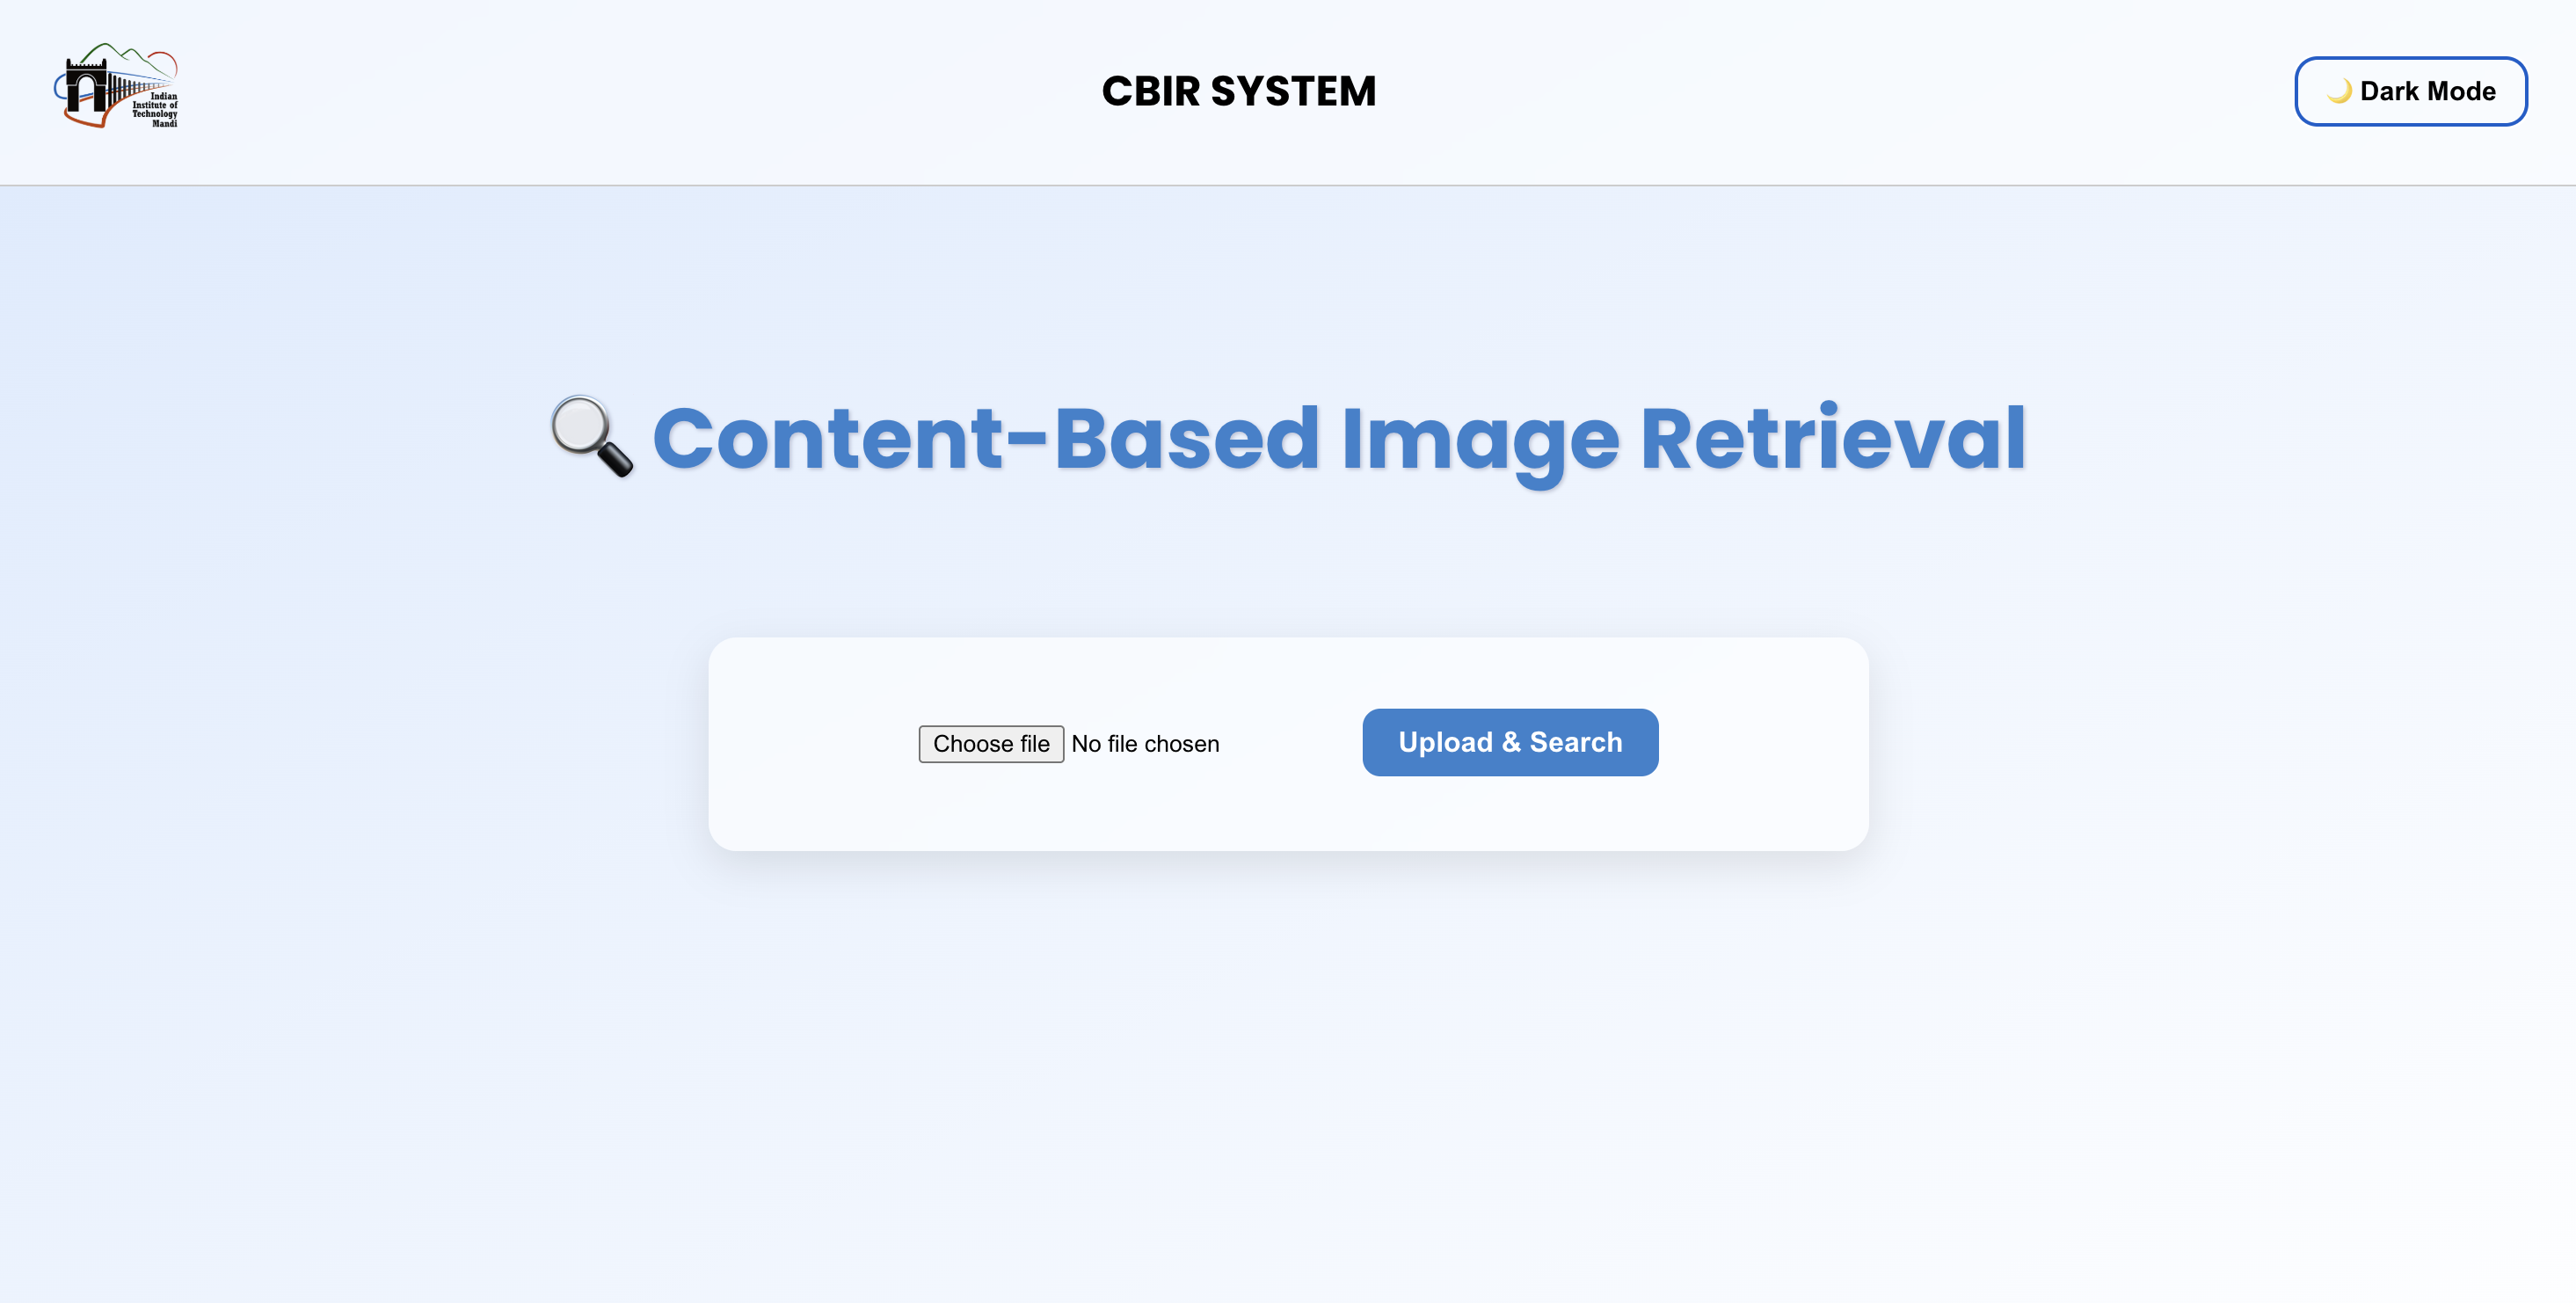 Indian
Institute of
Technology
Mandi
CBIR SYSTEM
🌙 Dark Mode
🔍 Content-Based Image Retrieval
Choose file No file chosen
Upload & Search